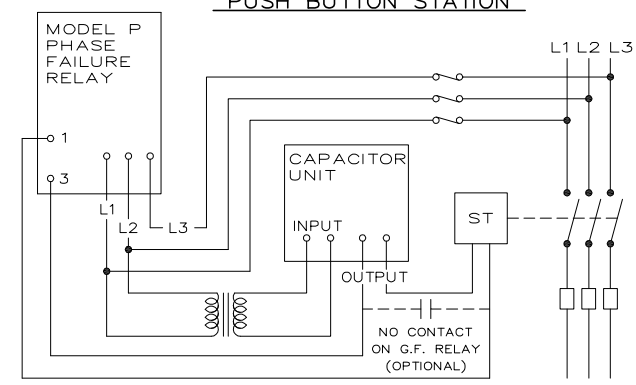 PUSH BUTTON STATION
MODEL P
PHASE
FAILURE
RELAY
L1 L2 L3
1
3
L1
L2
L3
CAPACITOR
UNIT
INPUT
OUTPUT
ST
NO CONTACT
ON G.F. RELAY
(OPTIONAL)